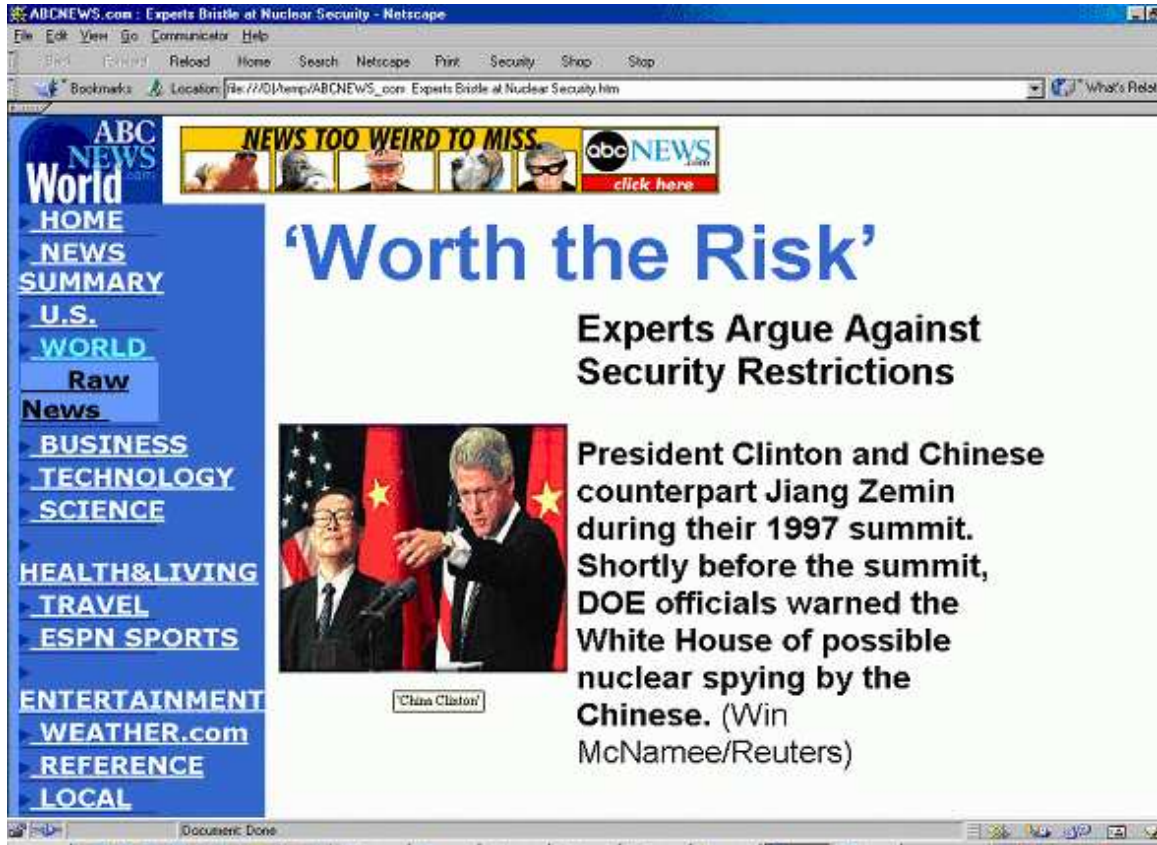 ABCNEWS.com : Experts Bristle at Nuclear Security - Netscape
File Edit View Go Communicator Help
Back Forward Reload Home Search Netscape Print Security Shop Stop
Bookmarks Location: file:///D|/temp/ABCNEWS_com Experts Bristle at Nuclear Security.htm What's Relat
ABC
NEWS
.com
World
NEWS TOO WEIRD TO MISS.
abc NEWS
.com
click here
HOME
NEWS
SUMMARY
U.S.
WORLD
Raw
News
BUSINESS
TECHNOLOGY
SCIENCE
HEALTH&LIVING
TRAVEL
ESPN SPORTS
ENTERTAINMENT
WEATHER.com
REFERENCE
LOCAL
‘Worth the Risk’
Experts Argue Against
Security Restrictions
President Clinton and Chinese
counterpart Jiang Zemin
during their 1997 summit.
Shortly before the summit,
DOE officials warned the
White House of possible
nuclear spying by the
Chinese. (Win
McNamee/Reuters)
'China Clinton'
Document: Done